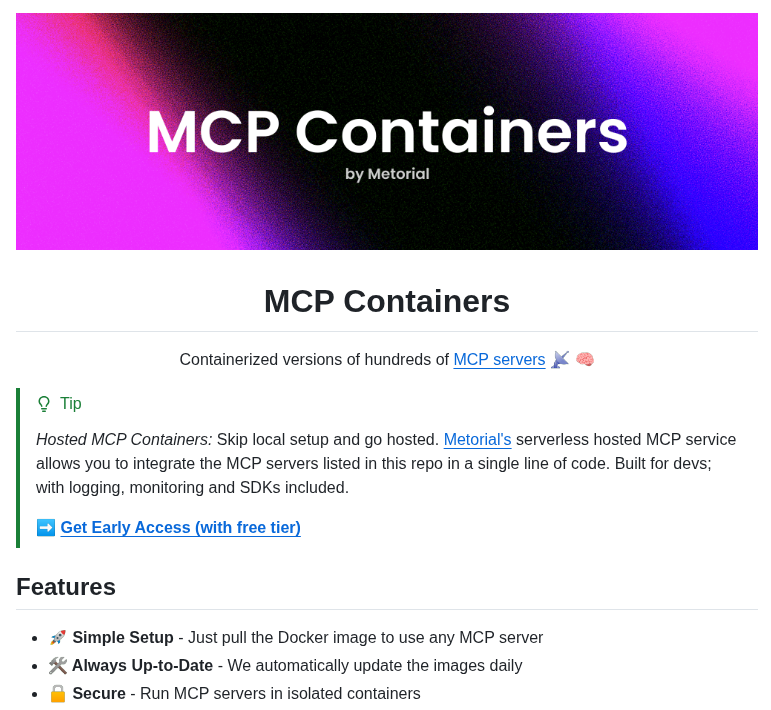 MCP Containers
by Metorial
MCP Containers
Containerized versions of hundreds of MCP servers 📡 🧠
Tip
Hosted MCP Containers: Skip local setup and go hosted. Metorial's serverless hosted MCP service
allows you to integrate the MCP servers listed in this repo in a single line of code. Built for devs;
with logging, monitoring and SDKs included.
➡️ Get Early Access (with free tier)
Features
• 🚀 Simple Setup - Just pull the Docker image to use any MCP server
• 🛠️ Always Up-to-Date - We automatically update the images daily
• 🔒 Secure - Run MCP servers in isolated containers